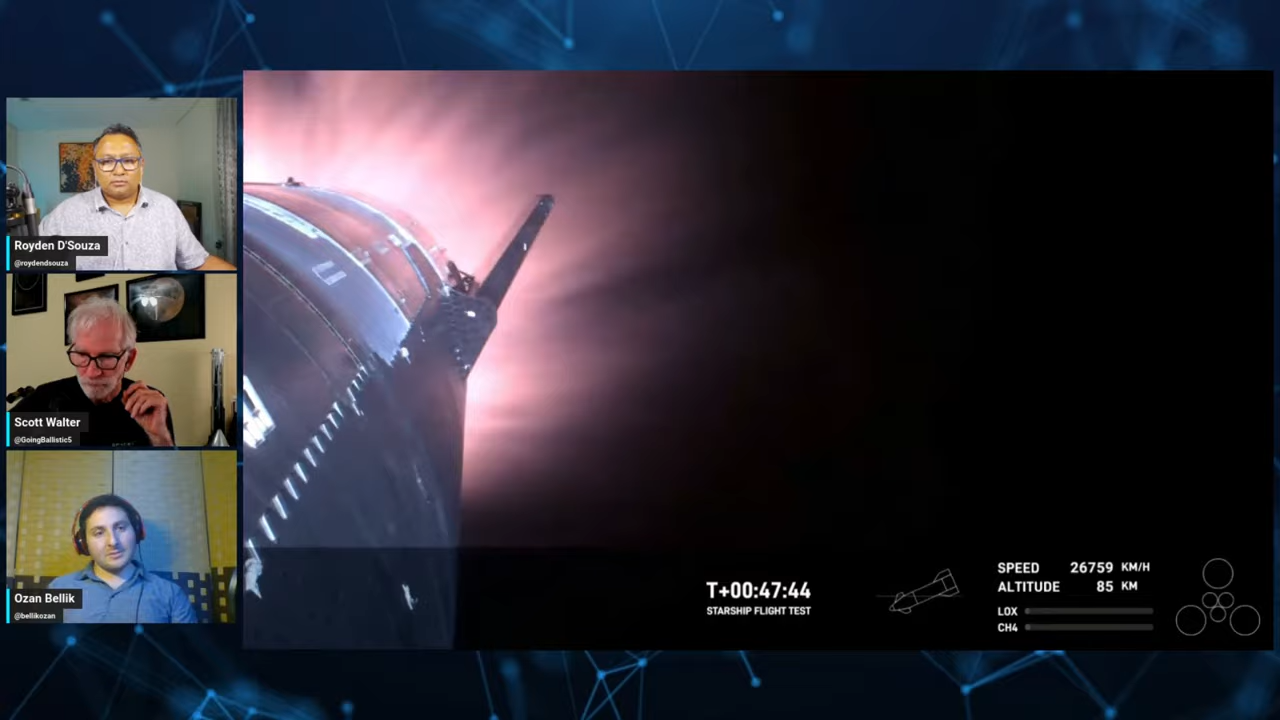 Royden D'Souza
@roydendsouza
Scott Walter
@GoingBallistic5
Ozan Bellik
@bellikozan
T+00:47:44
STARSHIP FLIGHT TEST
SPEED 26759 KM/H
ALTITUDE 85 KM
LOX
CH4